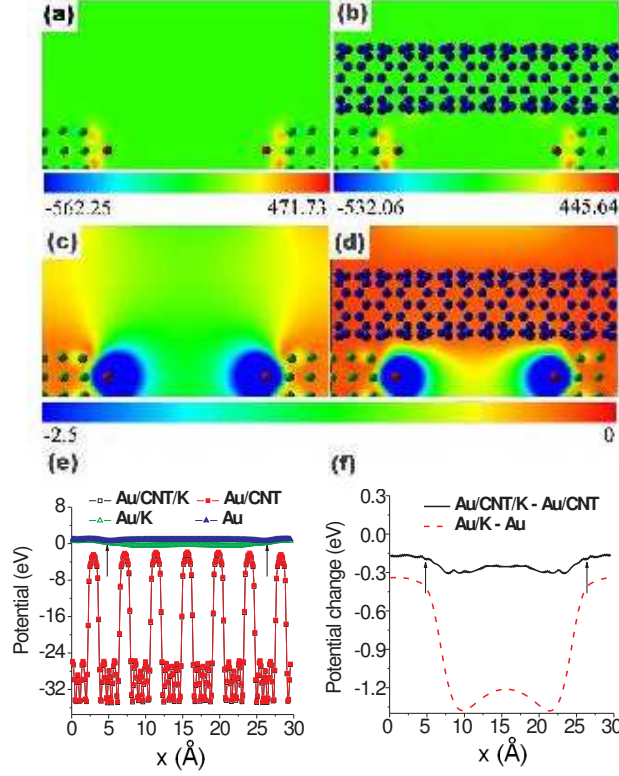 (a) (b)
-562.25 471.73 -532.06 445.64
(c) (d)
-2.5 0
(e) (f)
Au/CNT/K Au/CNT
Au/K Au
8
0
-8
-16
-24
-32
Potential (eV)
0 5 10 15 20 25 30
x (Å)
Au/CNT/K - Au/CNT
Au/K - Au
0.3
0.0
-0.3
-0.6
-0.9
-1.2
Potential change (eV)
0 5 10 15 20 25 30
x (Å)